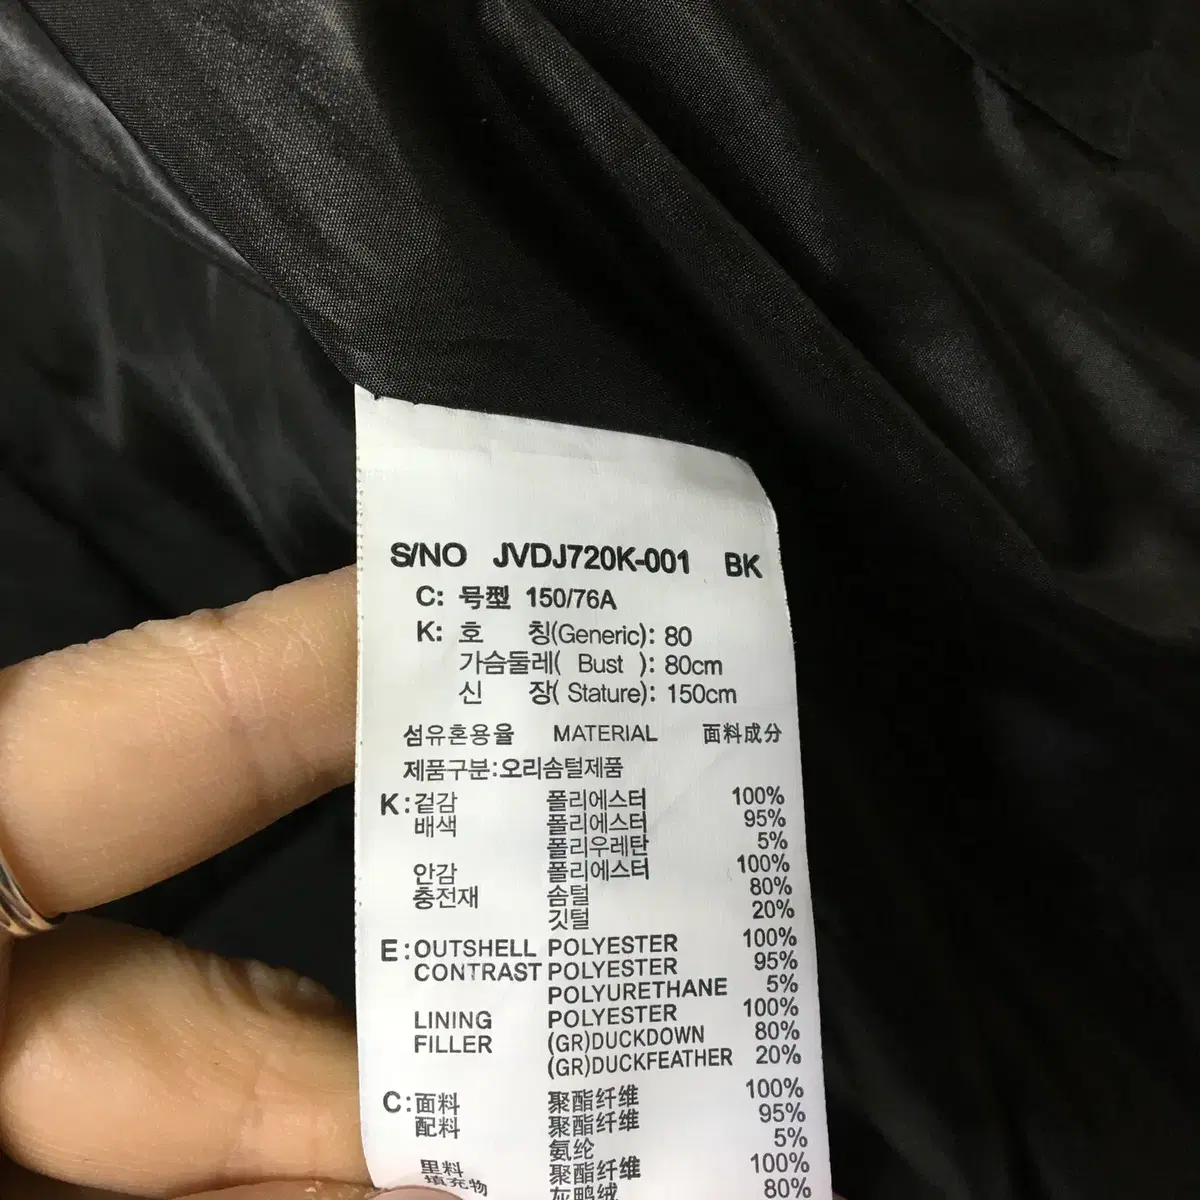 S/NO JVDJ720K-001 BK
C: 号型 150/76A
K: 호 칭(Generic): 80
가슴둘레( Bust ): 80cm
신 장( Stature): 150cm
섬유혼용율 MATERIAL 面料成分
제품구분:오리솜털제품
K:겉감 폴리에스터 100%
배색 폴리에스터 95%
폴리우레탄 5%
안감 폴리에스터 100%
충전재 솜털 80%
깃털 20%
E:OUTSHELL POLYESTER 100%
CONTRAST POLYESTER 95%
POLYURETHANE 5%
LINING POLYESTER 100%
FILLER (GR)DUCKDOWN 80%
(GR)DUCKFEATHER 20%
C:面料 聚酯纤维 100%
配料 聚酯纤维 95%
氨纶 5%
里料 聚酯纤维 100%
填充物 灰鸭绒 80%